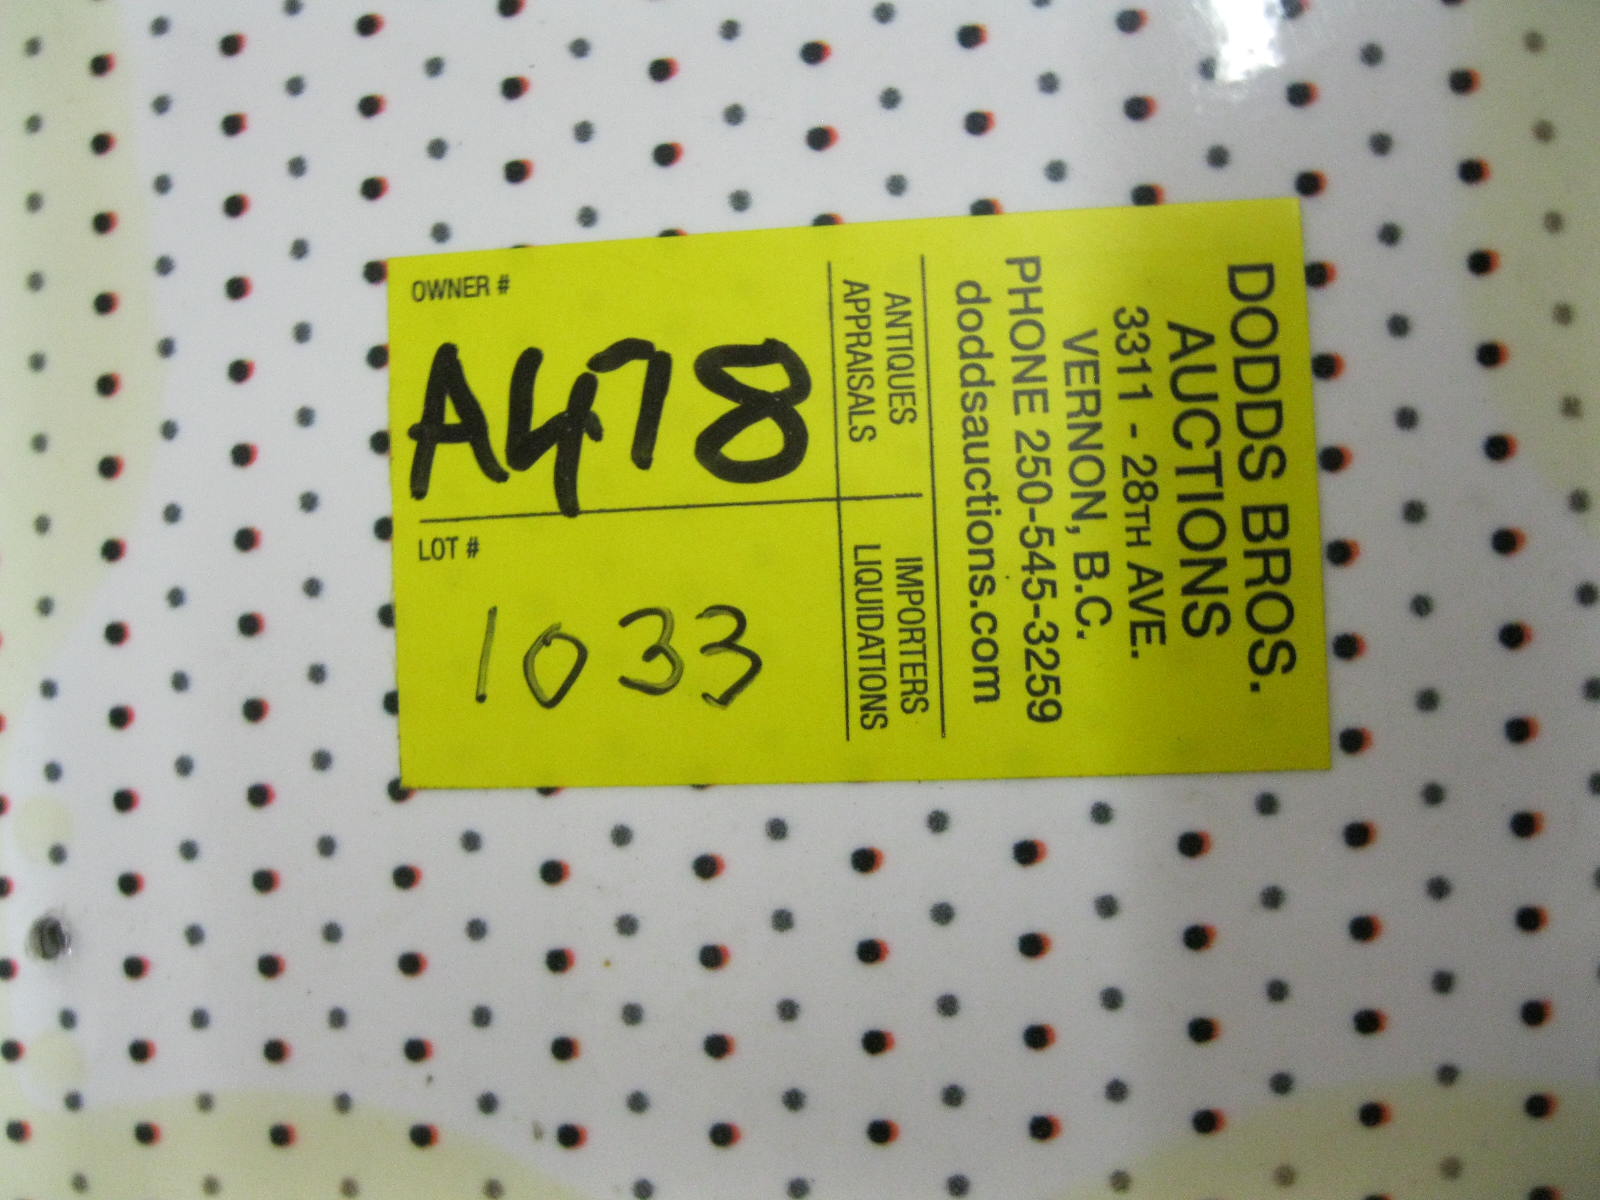 DODDS BROS.
AUCTIONS
3311 - 28TH AVE.
VERNON, B.C.
PHONE 250-545-3259
doddsauctions.com
ANTIQUES
APPRAISALS
IMPORTERS
LIQUIDATIONS
OWNER #
A478
LOT #
1033